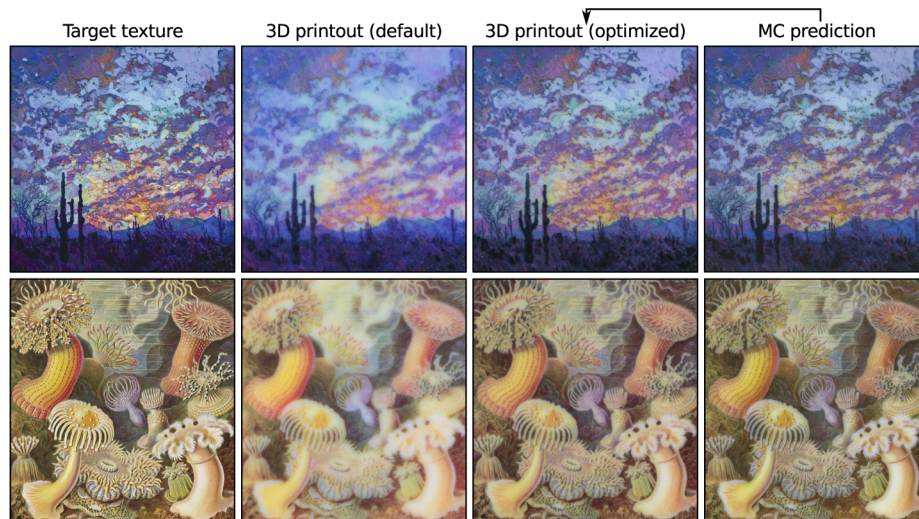 Target texture
3D printout (default)
3D printout (optimized)
MC prediction